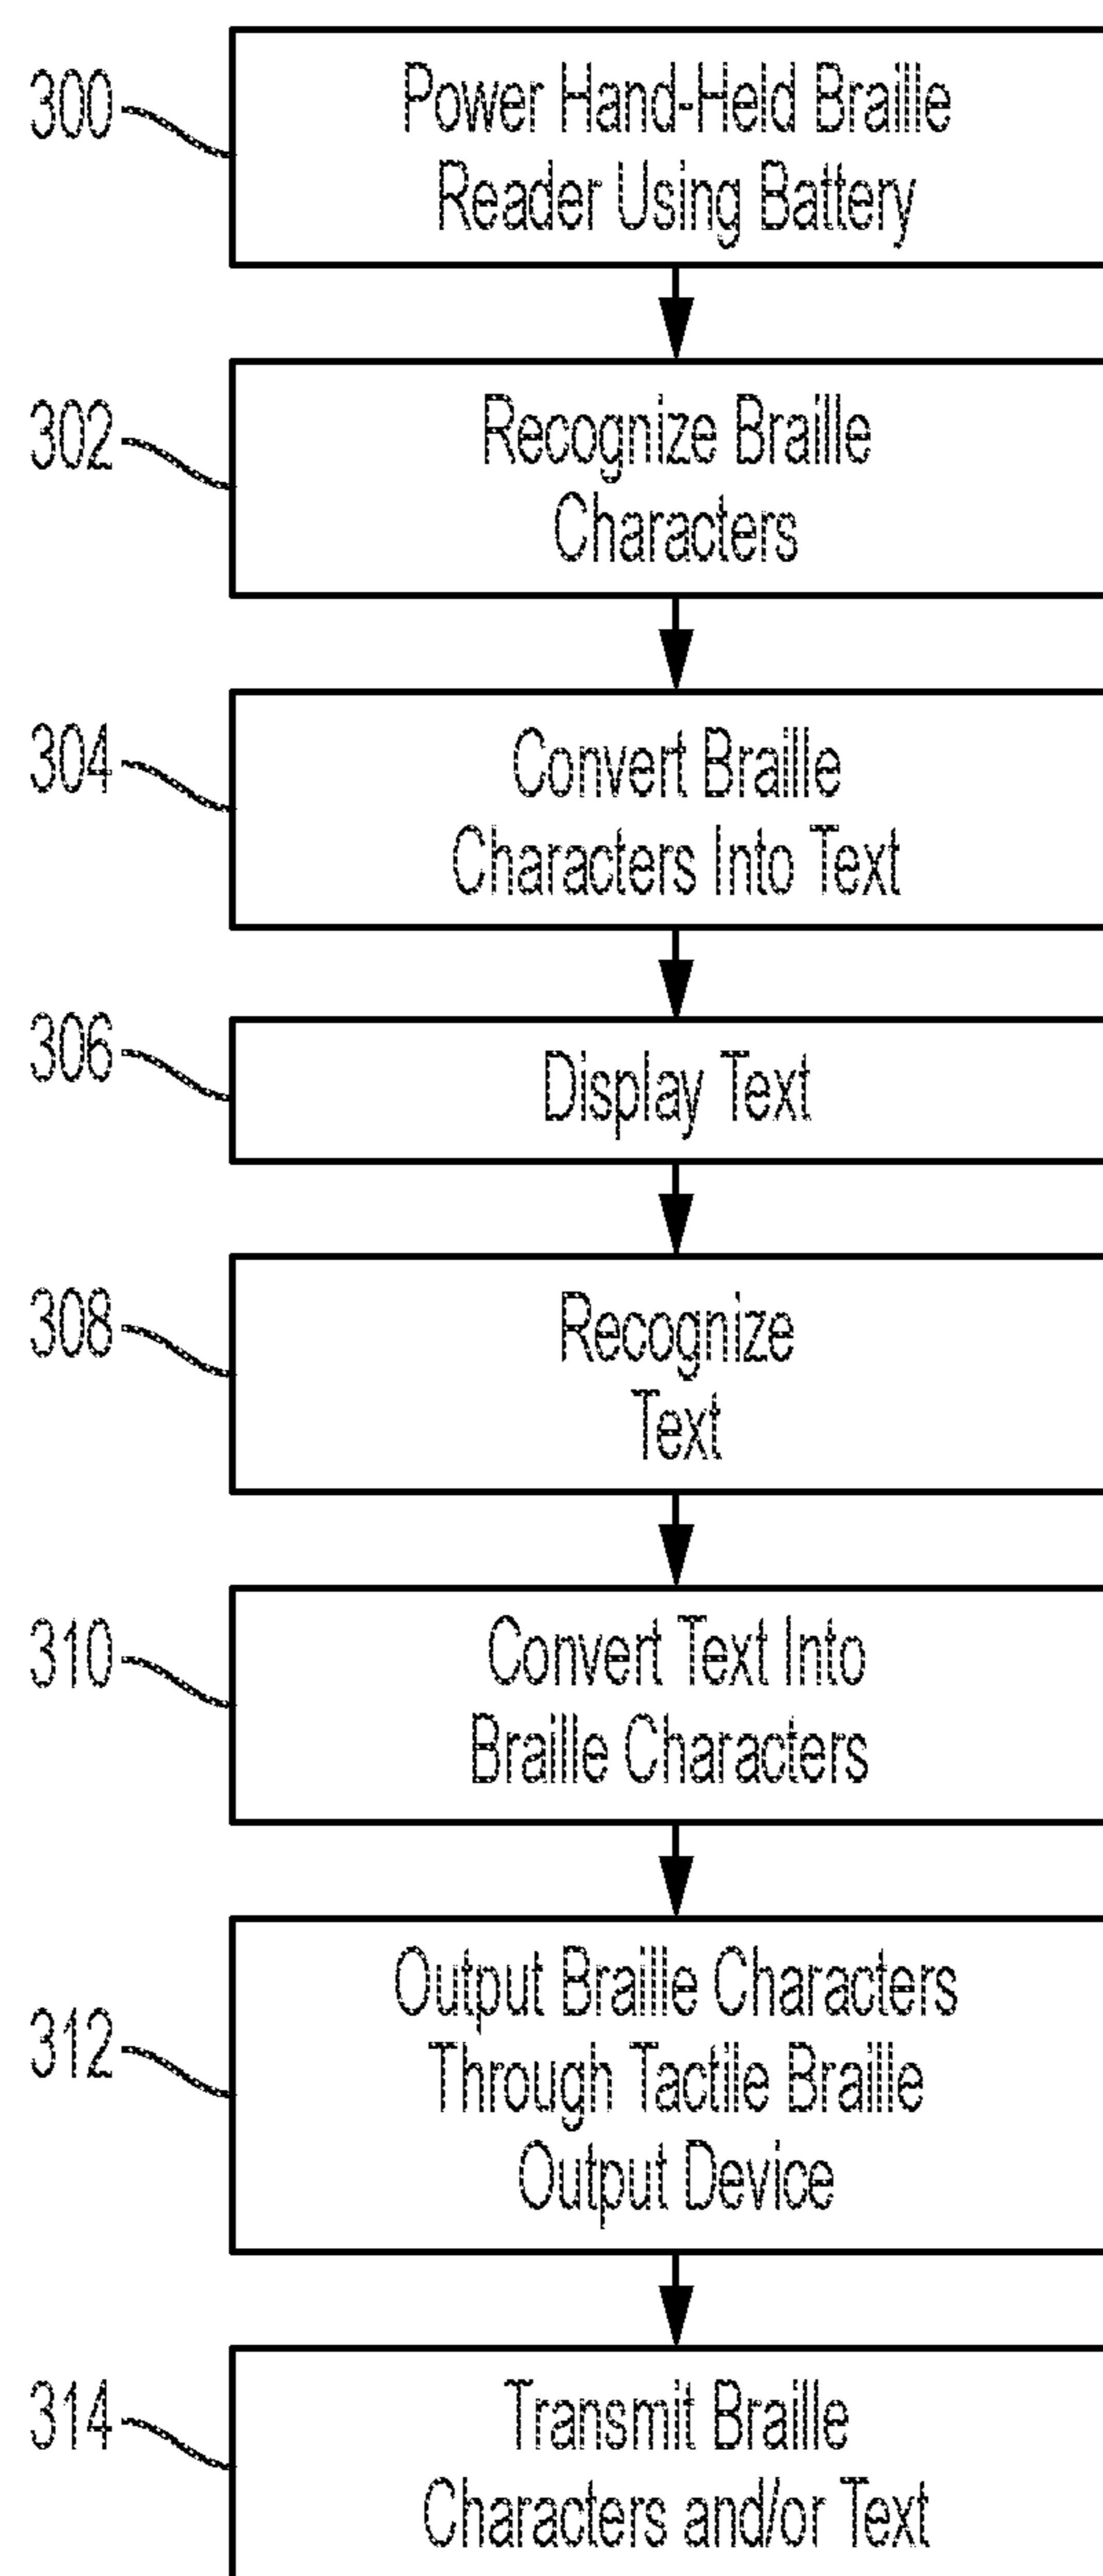 300
Power Hand-Held Braille
Reader Using Battery
302
Recognize Braille
Characters
304
Convert Braille
Characters Into Text
306
Display Text
308
Recognize
Text
310
Convert Text Into
Braille Characters
312
Output Braille Characters
Through Tactile Braille
Output Device
314
Transmit Braille
Characters and/or Text